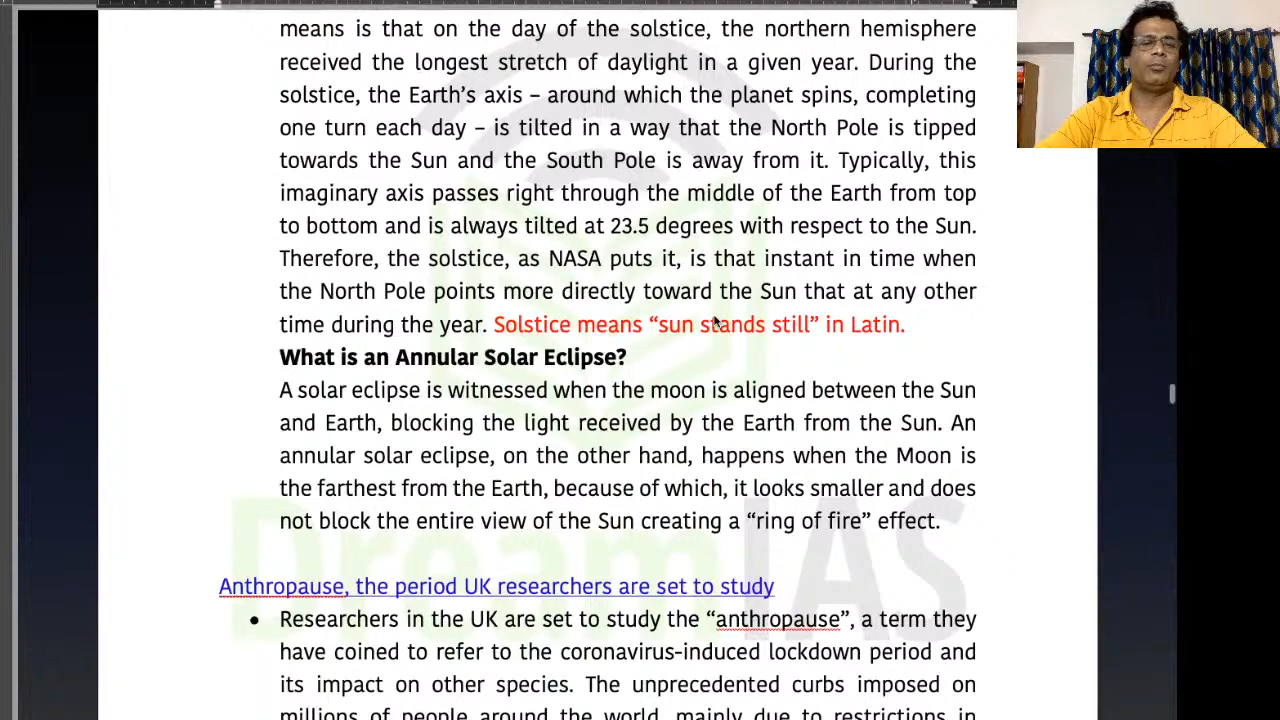 means is that on the day of the solstice, the northern hemisphere
received the longest stretch of daylight in a given year. During the
solstice, the Earth’s axis – around which the planet spins, completing
one turn each day – is tilted in a way that the North Pole is tipped
towards the Sun and the South Pole is away from it. Typically, this
imaginary axis passes right through the middle of the Earth from top
to bottom and is always tilted at 23.5 degrees with respect to the Sun.
Therefore, the solstice, as NASA puts it, is that instant in time when
the North Pole points more directly toward the Sun that at any other
time during the year. Solstice means “sun stands still” in Latin.
What is an Annular Solar Eclipse?
A solar eclipse is witnessed when the moon is aligned between the Sun
and Earth, blocking the light received by the Earth from the Sun. An
annular solar eclipse, on the other hand, happens when the Moon is
the farthest from the Earth, because of which, it looks smaller and does
not block the entire view of the Sun creating a “ring of fire” effect.
DreamIAS
Anthropause, the period UK researchers are set to study
• Researchers in the UK are set to study the “anthropause”, a term they
have coined to refer to the coronavirus-induced lockdown period and
its impact on other species. The unprecedented curbs imposed on
millions of people around the world, mainly due to restrictions in